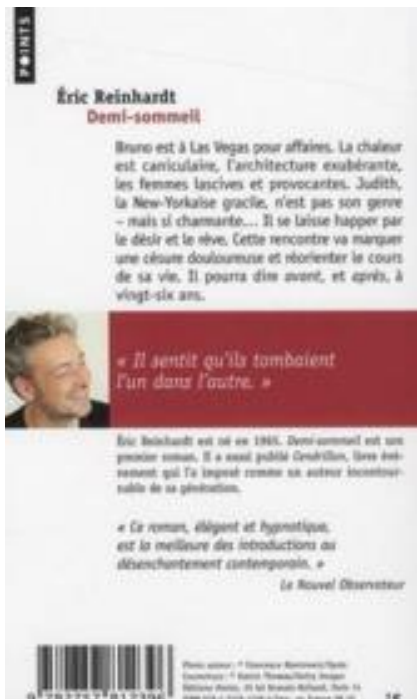 POINTS
Éric Reinhardt
Demi-sommeil
Bruno est à Las Vegas pour affaires. La chaleur
est caniculaire, l'architecture exubérante,
les femmes lascives et provocantes. Judith,
la New-Yorkaise gracile, n'est pas son genre
– mais si charmante... Il se laisse happer par
le désir et le rêve. Cette rencontre va marquer
une césure douloureuse et réorienter le cours
de sa vie. Il pourra dire avant, et après, à
vingt-six ans.
« Il sentit qu'ils tombaient
l'un dans l'autre. »
Éric Reinhardt est né en 1965. Demi-sommeil est son
premier roman. Il a aussi publié Cendrillon, livre évé-
nement qui l'a imposé comme un auteur incontour-
nable de sa génération.
« Ce roman, élégant et hypnotique,
est la meilleure des introductions au
désenchantement contemporain. »
Le Nouvel Observateur
9 782757 812396